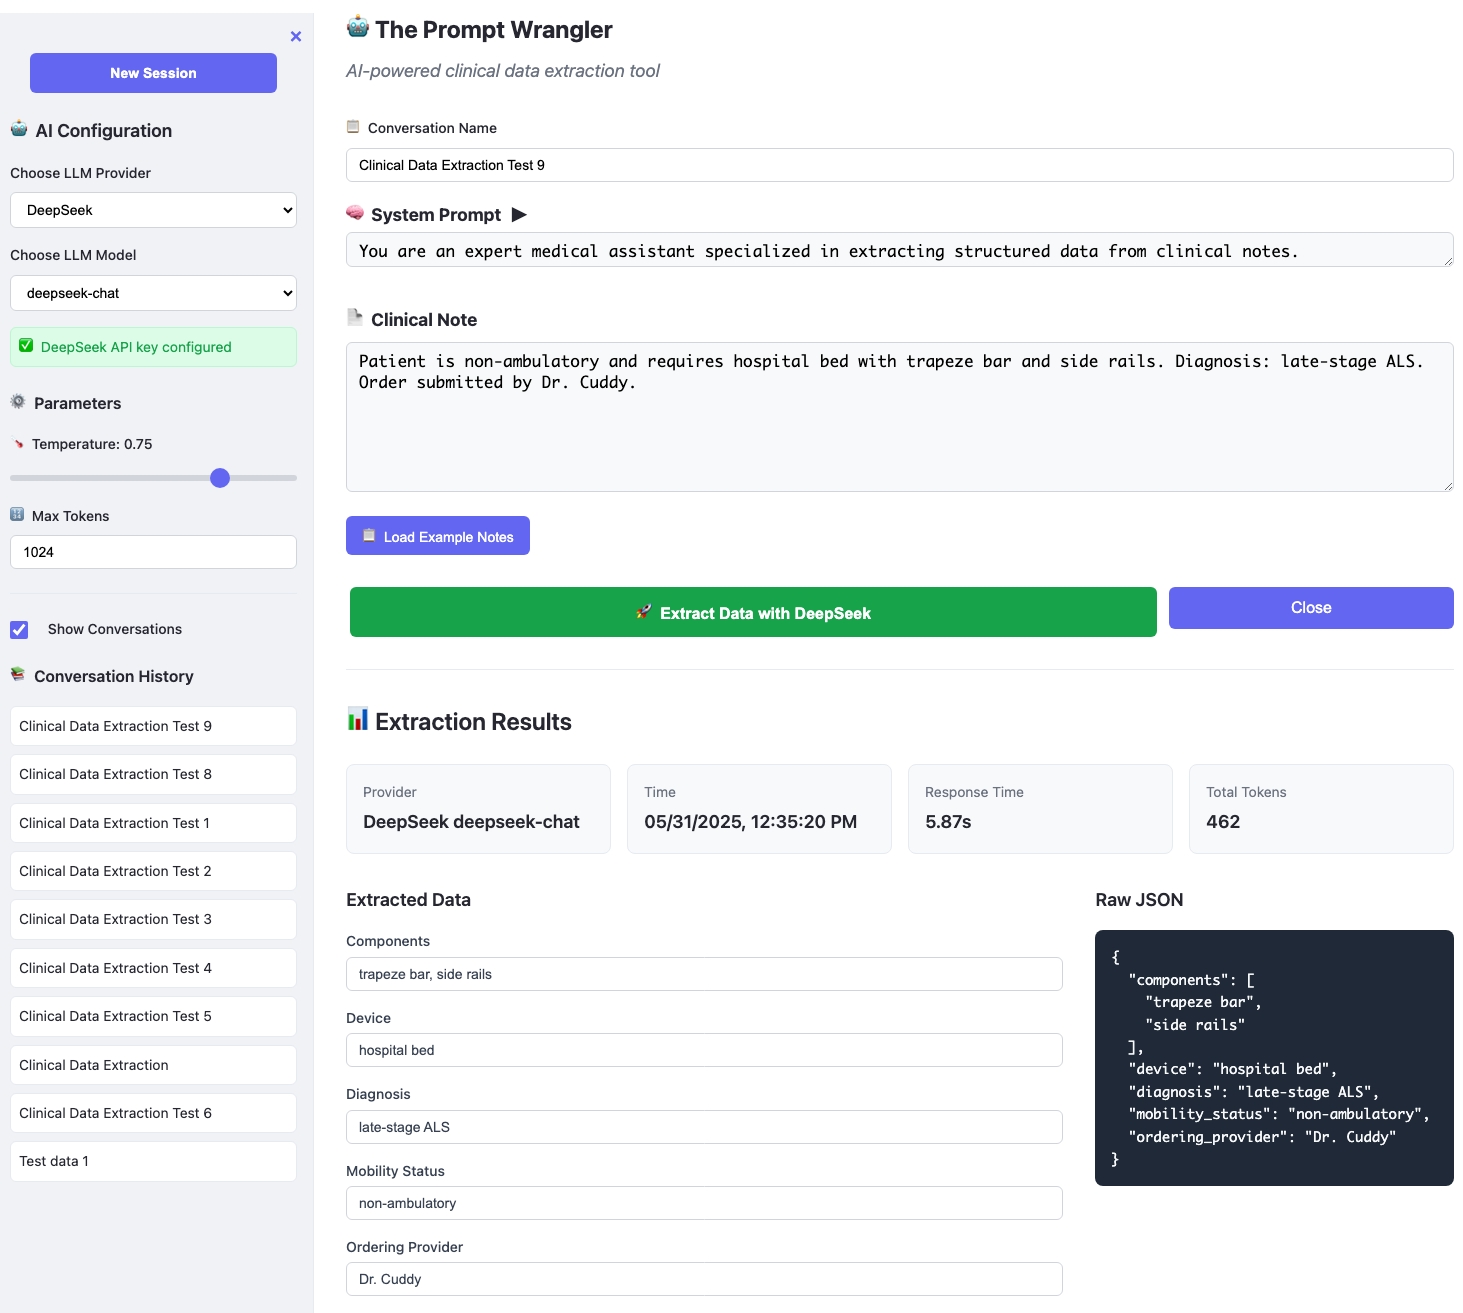 ×
New Session
AI Configuration
Choose LLM Provider
DeepSeek
Choose LLM Model
deepseek-chat
DeepSeek API key configured
Parameters
Temperature: 0.75
Max Tokens
1024
Show Conversations
Conversation History
Clinical Data Extraction Test 9
Clinical Data Extraction Test 8
Clinical Data Extraction Test 1
Clinical Data Extraction Test 2
Clinical Data Extraction Test 3
Clinical Data Extraction Test 4
Clinical Data Extraction Test 5
Clinical Data Extraction
Clinical Data Extraction Test 6
Test data 1
The Prompt Wrangler
AI-powered clinical data extraction tool
Conversation Name
Clinical Data Extraction Test 9
System Prompt ▶
You are an expert medical assistant specialized in extracting structured data from clinical notes.
Clinical Note
Patient is non-ambulatory and requires hospital bed with trapeze bar and side rails. Diagnosis: late-stage ALS.
Order submitted by Dr. Cuddy.
Load Example Notes
Extract Data with DeepSeek
Close
Extraction Results
Provider
DeepSeek deepseek-chat
Time
05/31/2025, 12:35:20 PM
Response Time
5.87s
Total Tokens
462
Extracted Data
Components
trapeze bar, side rails
Device
hospital bed
Diagnosis
late-stage ALS
Mobility Status
non-ambulatory
Ordering Provider
Dr. Cuddy
Raw JSON
{
"components": [
"trapeze bar",
"side rails"
],
"device": "hospital bed",
"diagnosis": "late-stage ALS",
"mobility_status": "non-ambulatory",
"ordering_provider": "Dr. Cuddy"
}